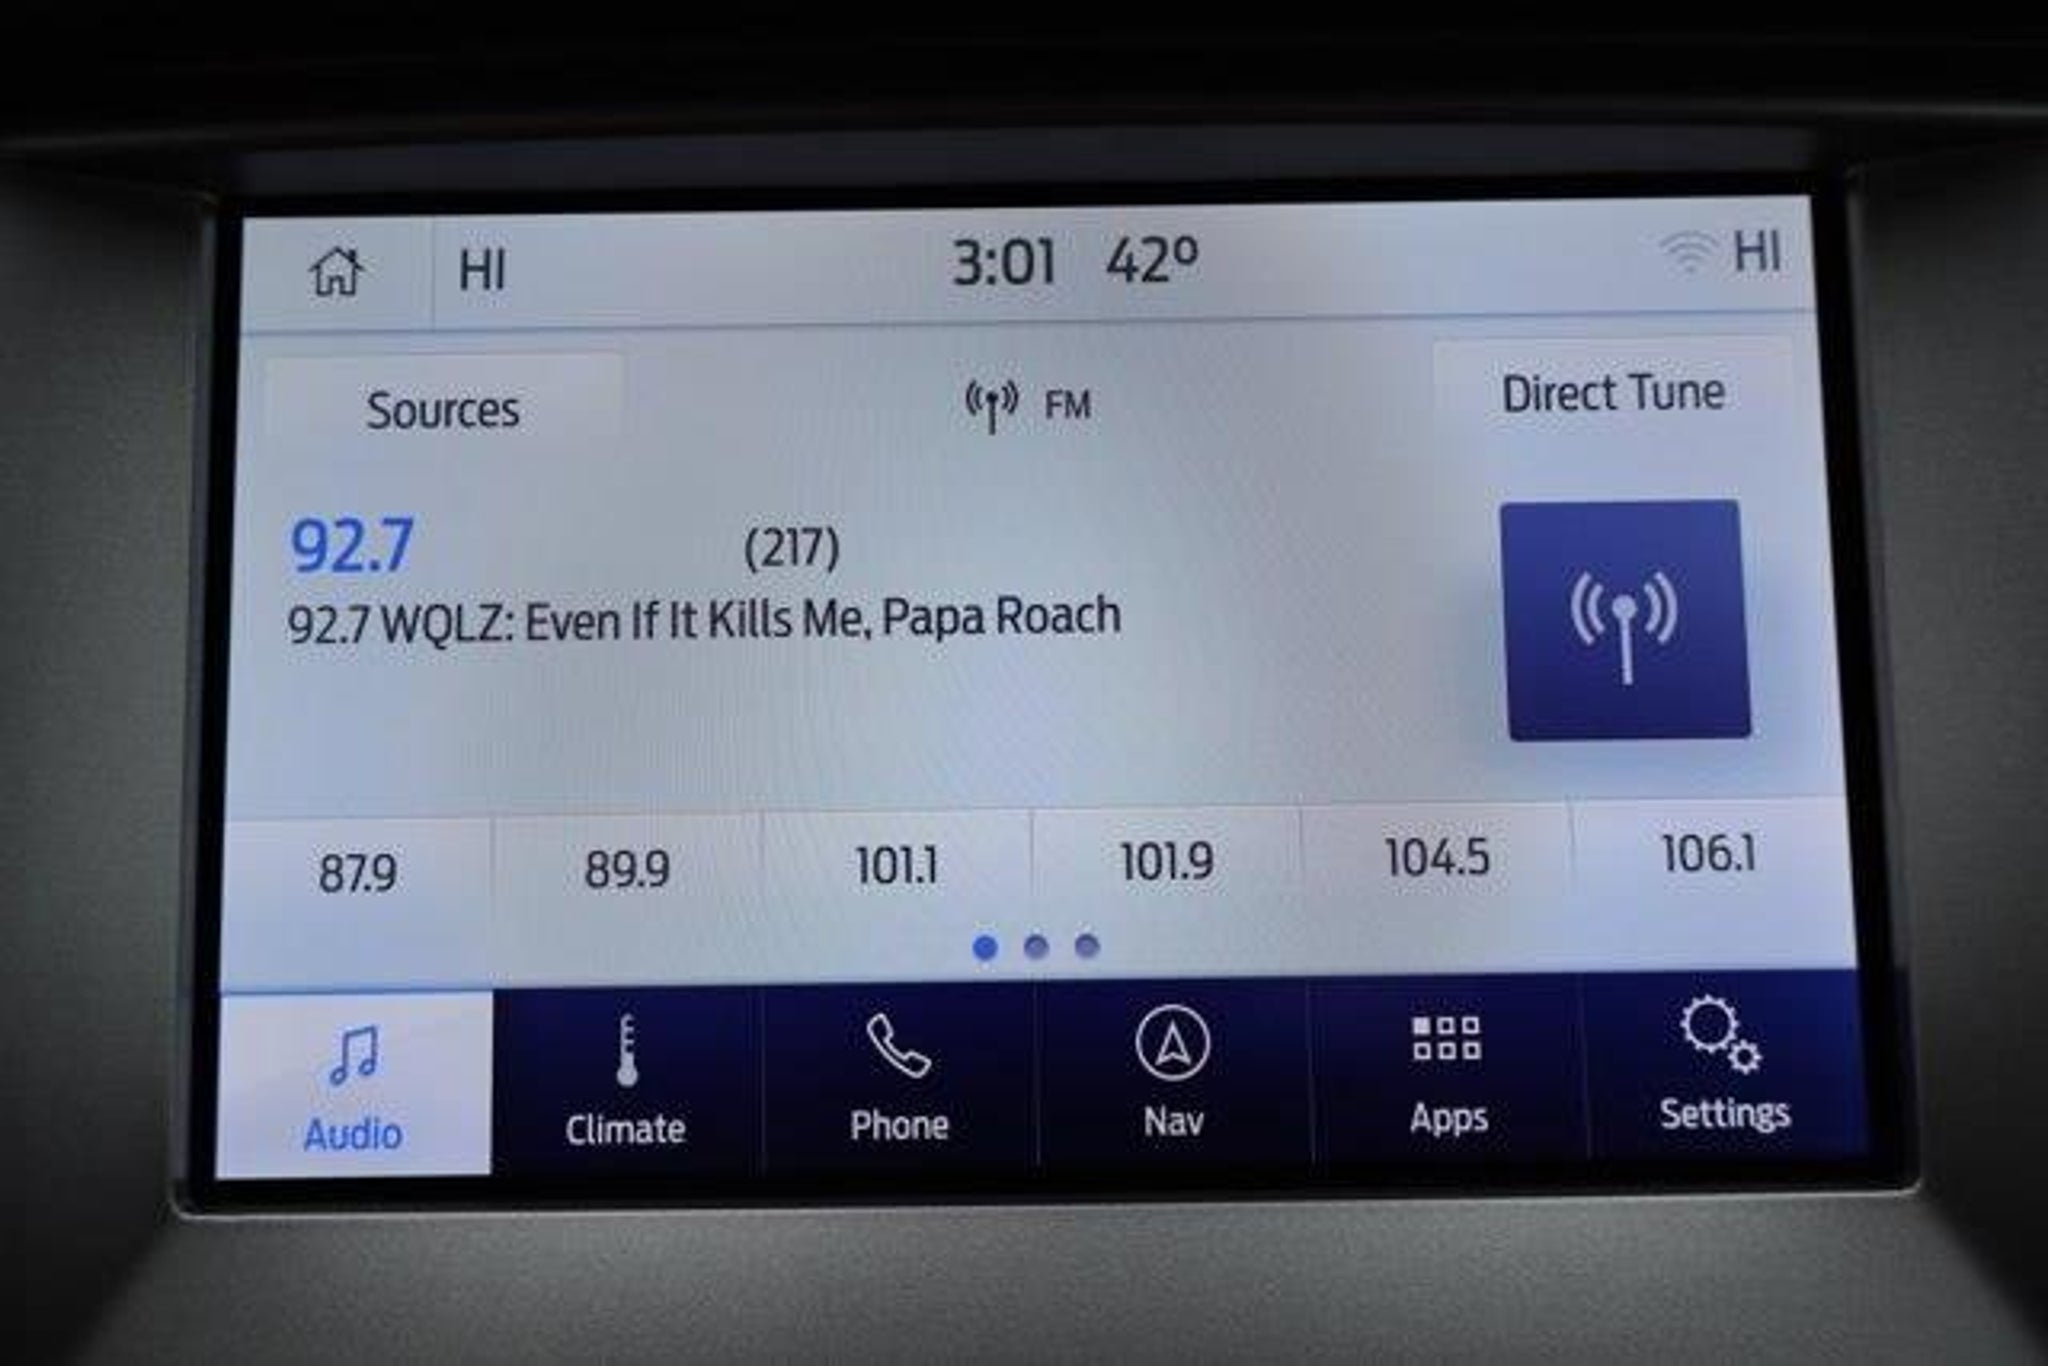 HI 3:01 42° HI
Sources FM Direct Tune
92.7 (217)
92.7 WQLZ: Even If It Kills Me, Papa Roach
87.9 89.9 101.1 101.9 104.5 106.1
Audio Climate Phone Nav Apps Settings